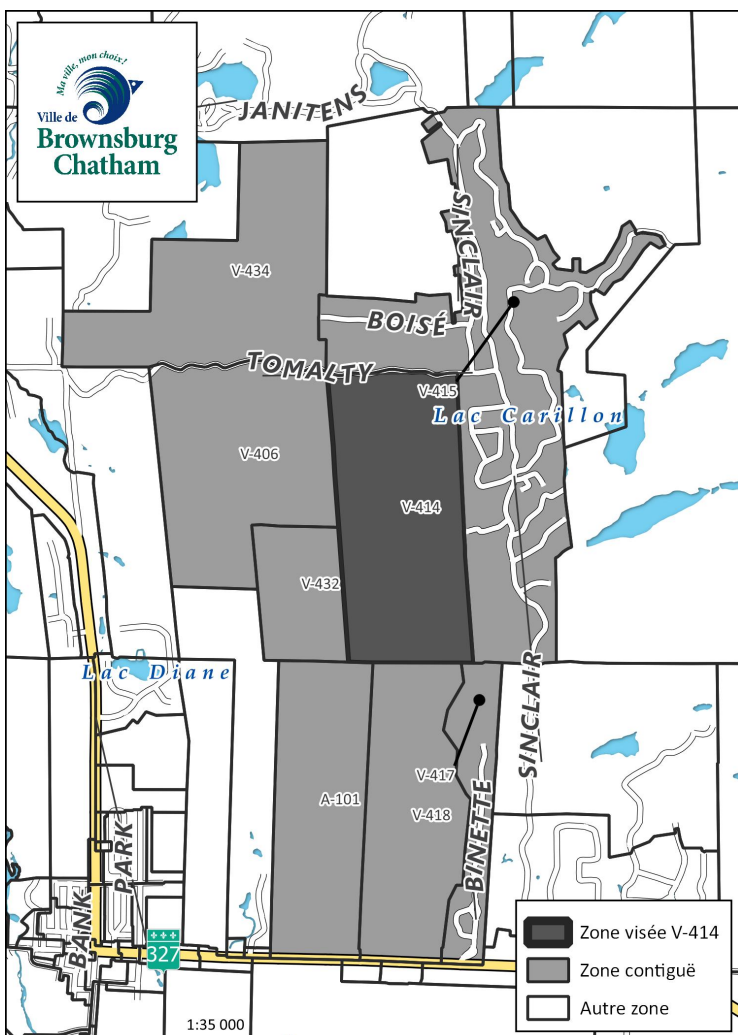 Ma ville, mon choix!
Ville de
Brownsburg
Chatham
JANITENS
SINCLAIR
V-434
BOISÉ
TOMALTY
V-415
Lac Carillon
V-406
V-414
V-432
Lac Diane
SINCLAIR
V-417
A-101
V-418
BINETTE
PARK
BANK
327
1:35 000
Zone visée V-414
Zone contiguë
Autre zone